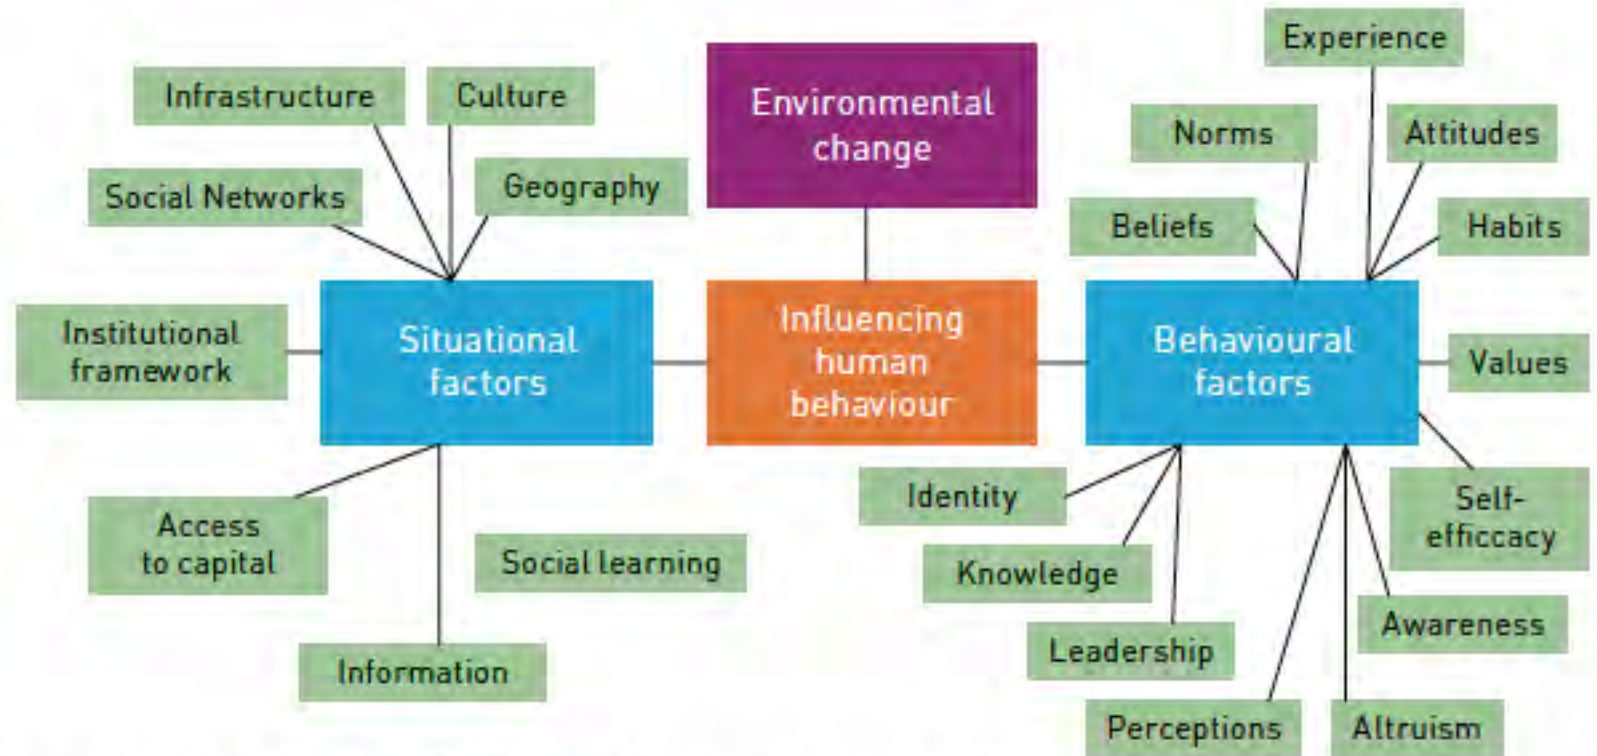 Experience
Infrastructure
Culture
Environmental
change
Norms
Attitudes
Social Networks
Geography
Beliefs
Habits
Institutional
framework
Situational
factors
Influencing
human
behaviour
Behavioural
factors
Values
Access
to capital
Social learning
Information
Identity
Knowledge
Leadership
Perceptions
Altruism
Awareness
Self-
efficcacy